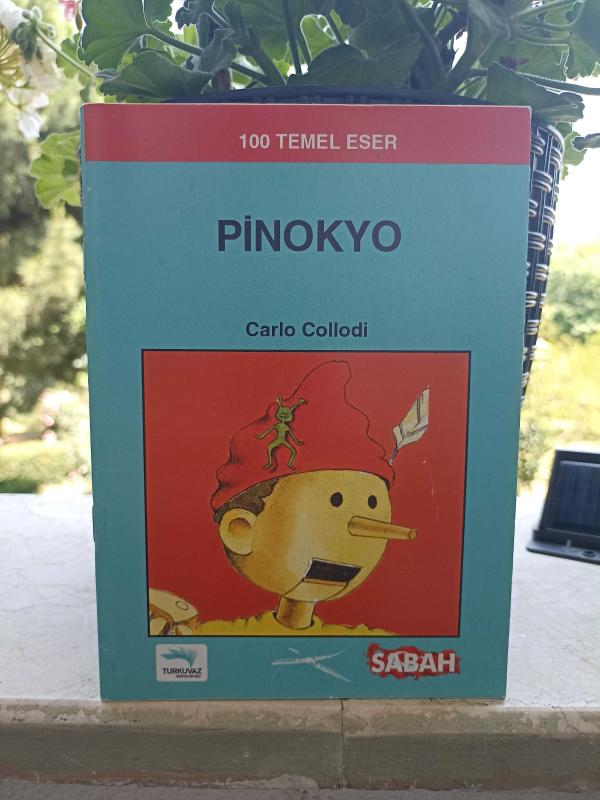 100 TEMEL ESER
PİNOKYO
Carlo Collodi
TURKUVAZ
SABAH